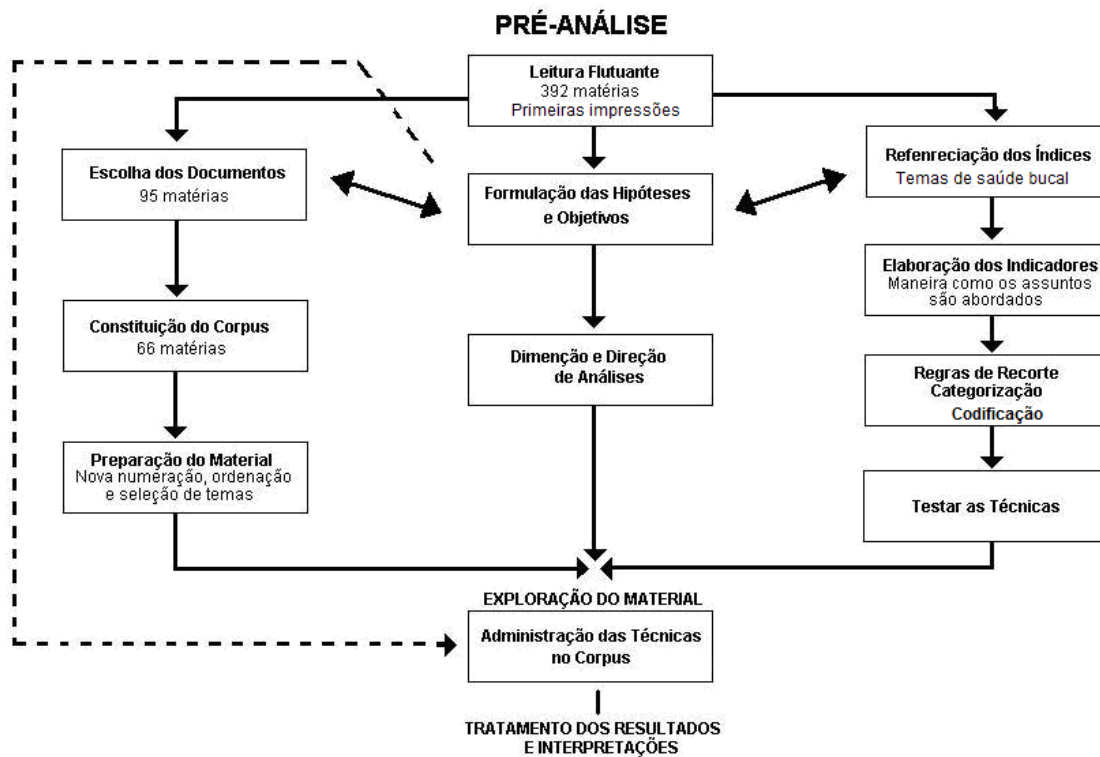 PRÉ-ANÁLISE
Leitura Flutuante
392 matérias
Primeiras impressões
Escolha dos Documentos
95 matérias
Formulação das Hipóteses
e Objetivos
Refenreciação dos Índices
Temas de saúde bucal
Constituição do Corpus
66 matérias
Dimenção e Direção
de Análises
Elaboração dos Indicadores
Maneira como os assuntos
são abordados
Regras de Recorte
Categorização
Codificação
Preparação do Material
Nova numeração, ordenação
e seleção de temas
Testar as Técnicas
EXPLORAÇÃO DO MATERIAL
Administração das Técnicas
no Corpus
TRATAMENTO DOS RESULTADOS
E INTERPRETAÇÕES